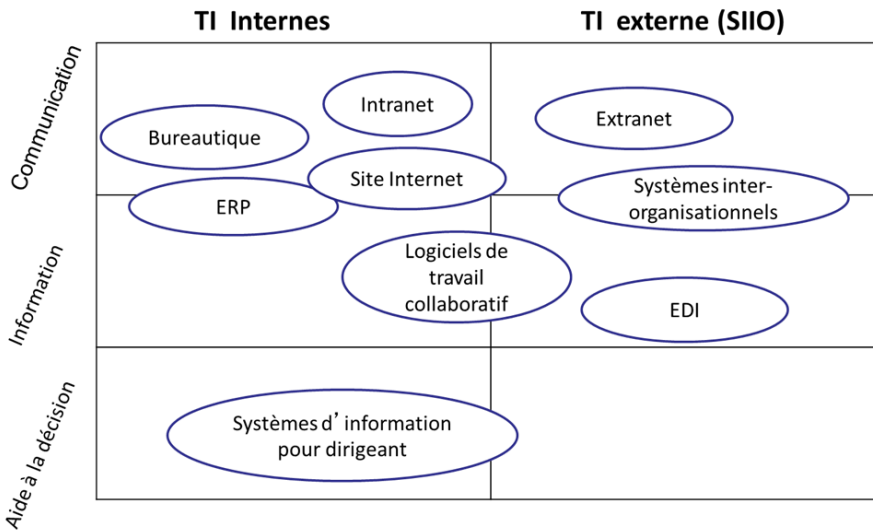 TI Internes
TI externe (SIIO)
Communication
Intranet
Bureautique
Extranet
Site Internet
Systèmes inter-
organisationnels
ERP
Information
Logiciels de
travail
collaboratif
EDI
Aide à la décision
Systèmes d’ information
pour dirigeant